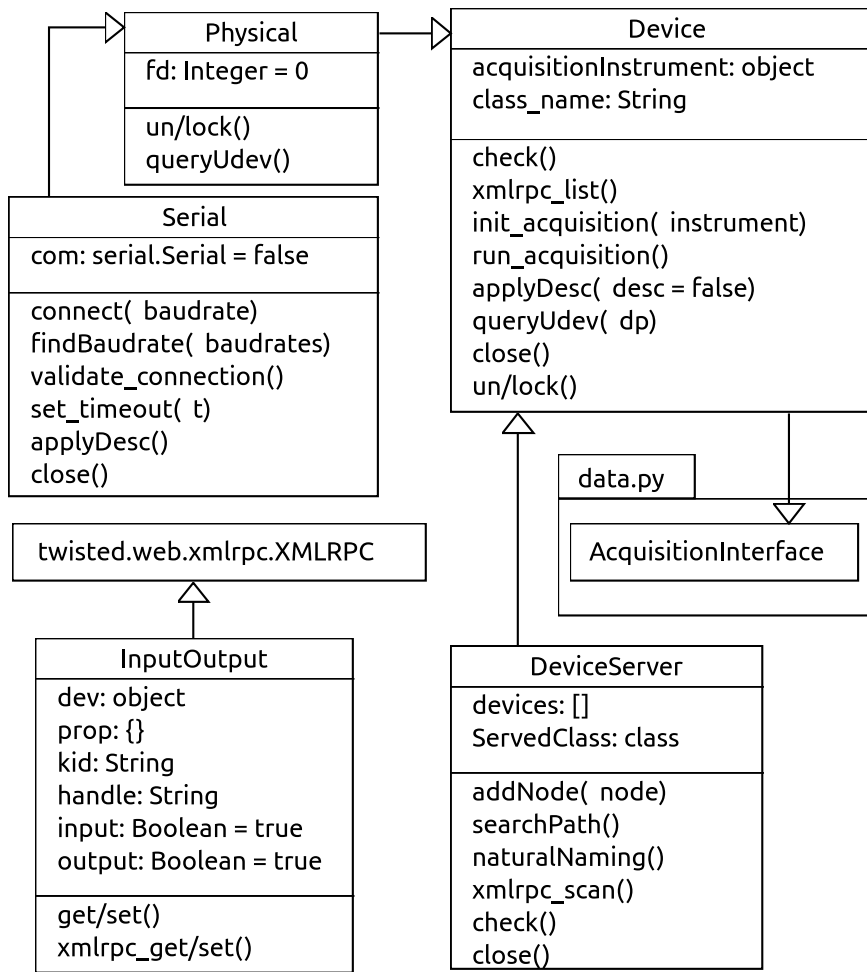 Physical
fd: Integer = 0
un/lock()
queryUdev()
Device
acquisitionInstrument: object
class_name: String
check()
xmlrpc_list()
init_acquisition( instrument)
run_acquisition()
applyDesc( desc = false)
queryUdev( dp)
close()
un/lock()
Serial
com: serial.Serial = false
connect( baudrate)
findBaudrate( baudrates)
validate_connection()
set_timeout( t)
applyDesc()
close()
data.py
AcquisitionInterface
twisted.web.xmlrpc.XMLRPC
InputOutput
dev: object
prop: {}
kid: String
handle: String
input: Boolean = true
output: Boolean = true
get/set()
xmlrpc_get/set()
DeviceServer
devices: []
ServedClass: class
addNode( node)
searchPath()
naturalNaming()
xmlrpc_scan()
check()
close()